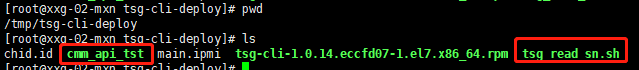 [root@xxg-02-mxn tsg-cli-deploy]# pwd
/tmp/tsg-cli-deploy
[root@xxg-02-mxn tsg-cli-deploy]# ls
chid.id cmm_api_tst main.ipmi tsg-cli-1.0.14.eccfd07-1.el7.x86_64.rpm tsg_read_sn.sh
[root@xxg-02-mxn tsg-cli-deploy]#